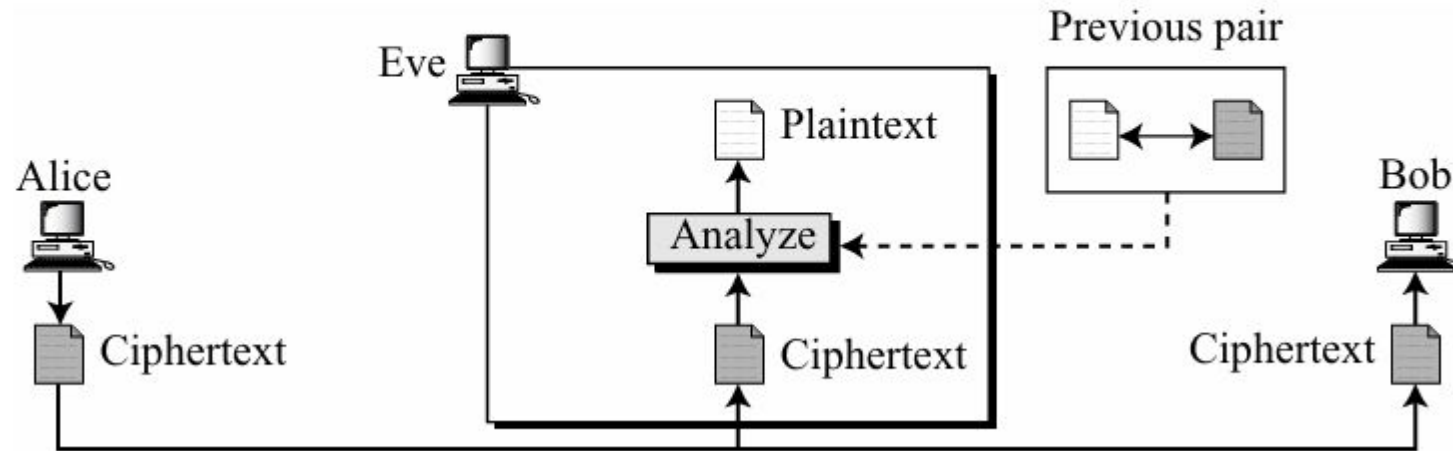 Previous pair
Eve
Plaintext
Alice
Bob
Analyze
Ciphertext
Ciphertext
Ciphertext